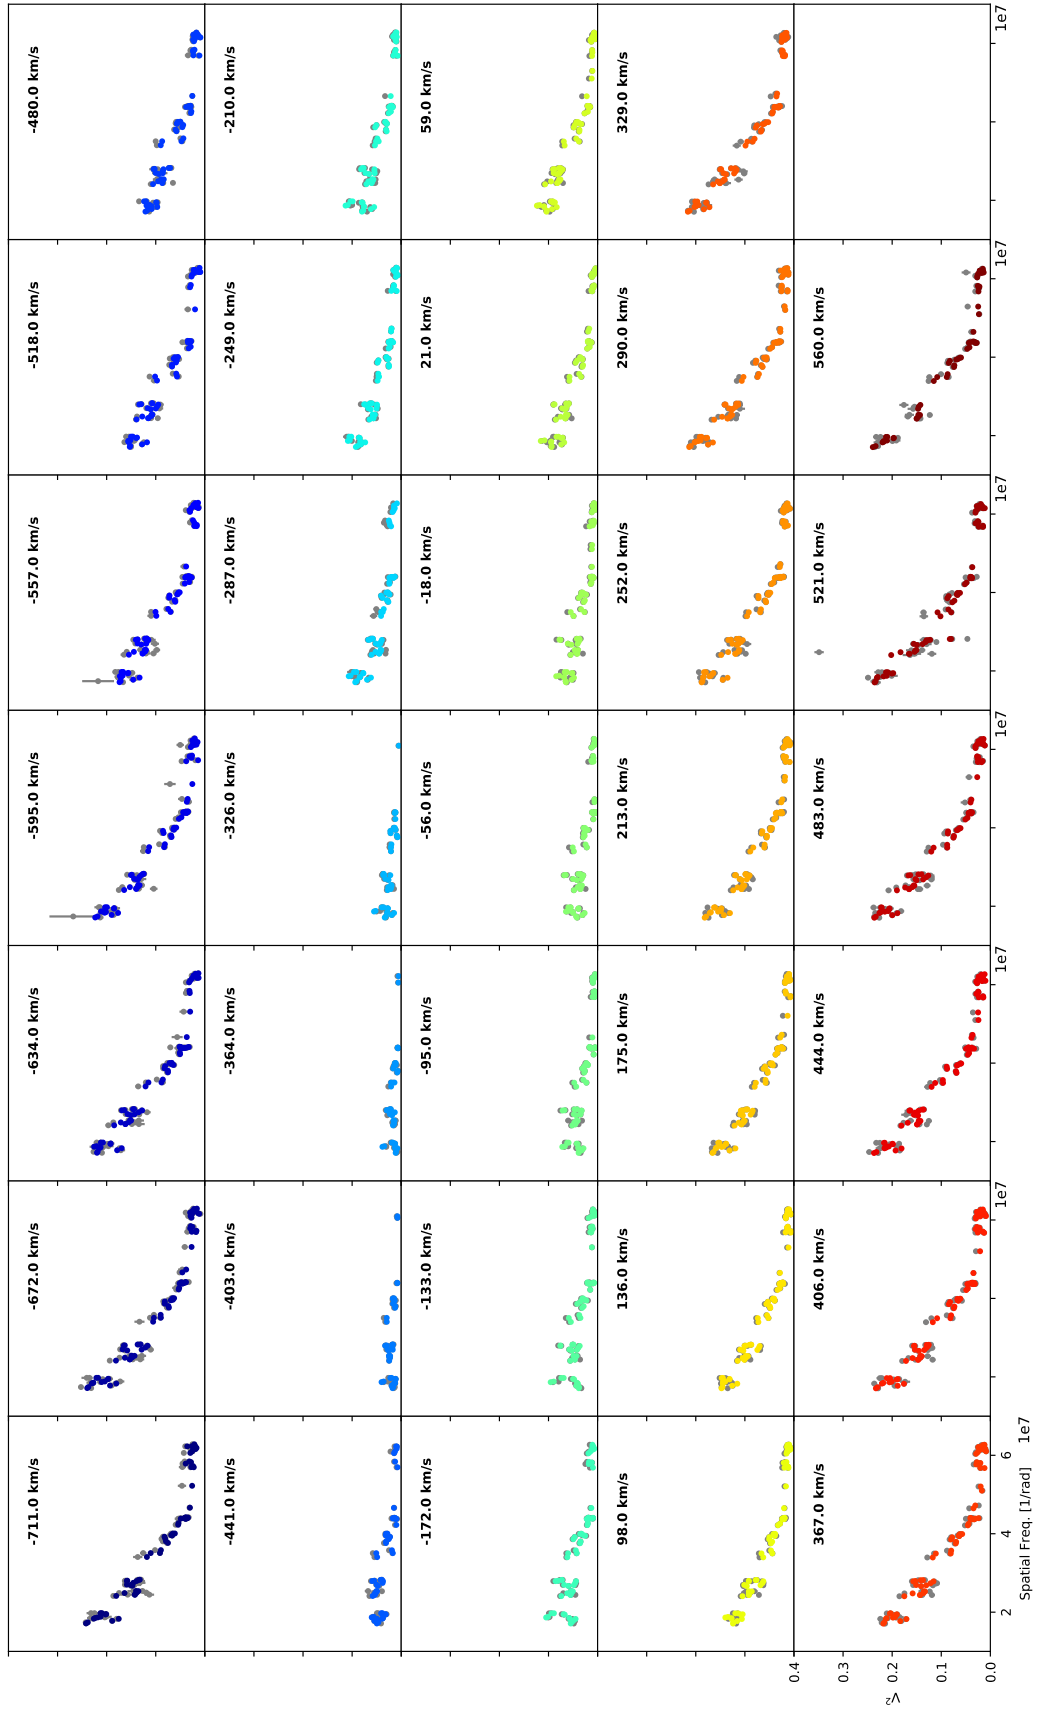 -711.0 km/s
-672.0 km/s
-634.0 km/s
-595.0 km/s
-557.0 km/s
-518.0 km/s
-480.0 km/s
-441.0 km/s
-403.0 km/s
-364.0 km/s
-326.0 km/s
-287.0 km/s
-249.0 km/s
-210.0 km/s
-172.0 km/s
-133.0 km/s
-95.0 km/s
-56.0 km/s
-18.0 km/s
21.0 km/s
59.0 km/s
98.0 km/s
136.0 km/s
175.0 km/s
213.0 km/s
252.0 km/s
290.0 km/s
329.0 km/s
367.0 km/s
406.0 km/s
444.0 km/s
483.0 km/s
521.0 km/s
560.0 km/s
0.4
0.3
0.2
0.1
0.0
V²
2
4
6
Spatial Freq. [1/rad]
1e7
1e7
1e7
1e7
1e7
1e7
1e7